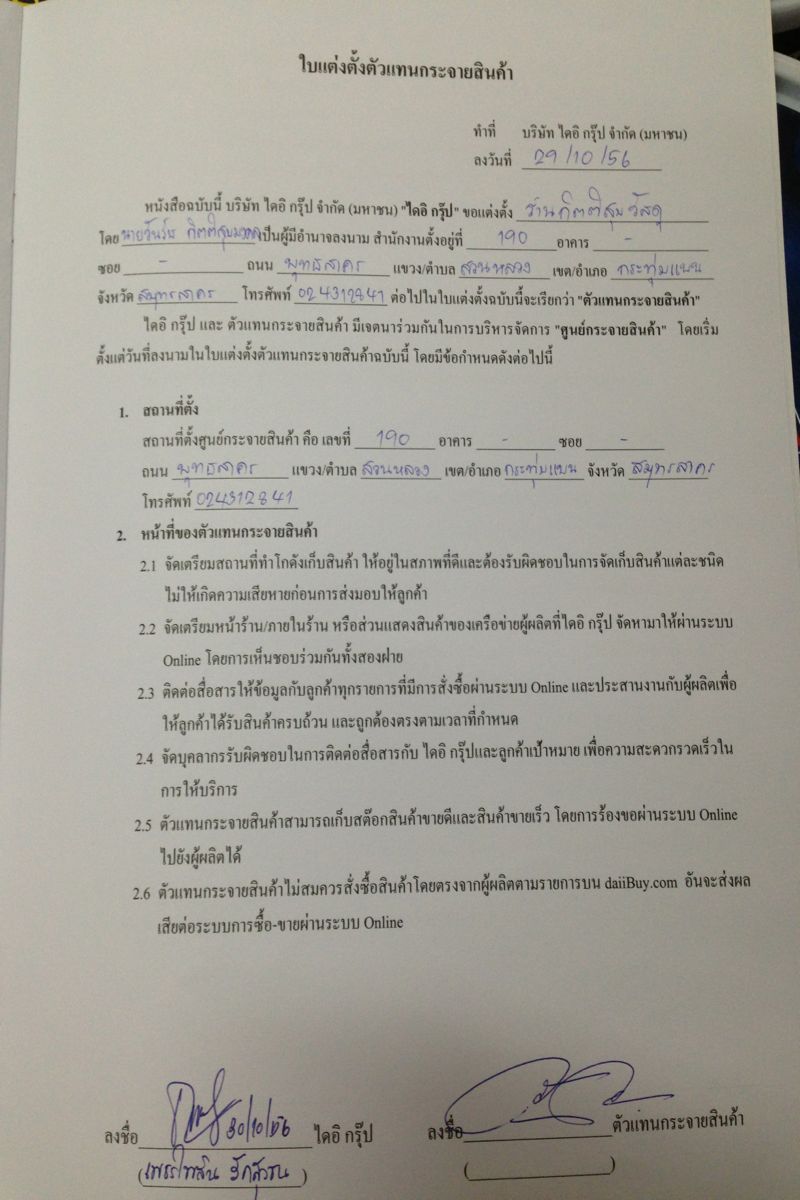 ใบแต่งตั้งตัวแทนกระจายสินค้า
ทำที่ บริษัท ไดอิ กรุ๊ป จำกัด (มหาชน)
ลงวันที่ 29/10/56
หนังสือฉบับนี้ บริษัท ไดอิ กรุ๊ป จำกัด (มหาชน) "ไดอิ กรุ๊ป" ขอแต่งตั้ง ร้านกิตติสุขวัสดุ
โดย เป็นผู้มีอำนาจลงนาม สำนักงานตั้งอยู่ที่ 190 อาคาร -
ซอย - ถนน พุทธสาคร แขวง/ตำบล สวนหลวง เขต/อำเภอ กระทุ่มแบน
จังหวัด สมุทรสาคร โทรศัพท์ 024312841 ต่อไปในใบแต่งตั้งฉบับนี้จะเรียกว่า "ตัวแทนกระจายสินค้า"
ไดอิ กรุ๊ป และ ตัวแทนกระจายสินค้า มีเจตนาร่วมกันในการบริหารจัดการ "ศูนย์กระจายสินค้า" โดยเริ่ม
ตั้งแต่วันที่ลงนามในใบแต่งตั้งตัวแทนกระจายสินค้าฉบับนี้ โดยมีข้อกำหนดดังต่อไปนี้
1. สถานที่ตั้ง
สถานที่ตั้งศูนย์กระจายสินค้า คือ เลขที่ 190 อาคาร - ซอย -
ถนน พุทธสาคร แขวง/ตำบล สวนหลวง เขต/อำเภอ กระทุ่มแบน จังหวัด สมุทรสาคร
โทรศัพท์ 024312841
2. หน้าที่ของตัวแทนกระจายสินค้า
2.1 จัดเตรียมสถานที่ทำโกดังเก็บสินค้า ให้อยู่ในสภาพที่ดีและต้องรับผิดชอบในการจัดเก็บสินค้าแต่ละชนิด
ไม่ให้เกิดความเสียหายก่อนการส่งมอบให้ลูกค้า
2.2 จัดเตรียมหน้าร้าน/ภายในร้าน หรือส่วนแสดงสินค้าของเครือข่ายผู้ผลิตที่ไดอิ กรุ๊ป จัดหามาให้ผ่านระบบ
Online โดยการเห็นชอบร่วมกันทั้งสองฝ่าย
2.3 ติดต่อสื่อสารให้ข้อมูลกับลูกค้าทุกรายการที่มีการสั่งซื้อผ่านระบบ Online และประสานงานกับผู้ผลิตเพื่อ
ให้ลูกค้าได้รับสินค้าครบถ้วน และถูกต้องตรงตามเวลาที่กำหนด
2.4 จัดบุคลากรรับผิดชอบในการติดต่อสื่อสารกับ ไดอิ กรุ๊ปและลูกค้าเป้าหมาย เพื่อความสะดวกรวดเร็วใน
การให้บริการ
2.5 ตัวแทนกระจายสินค้าสามารถเก็บสต๊อกสินค้าขายดีและสินค้าขายเร็ว โดยการร้องขอผ่านระบบ Online
ไปยังผู้ผลิตได้
2.6 ตัวแทนกระจายสินค้าไม่สมควรสั่งซื้อสินค้าโดยตรงจากผู้ผลิตตามรายการบน daiiBuy.com อันจะส่งผล
เสียต่อระบบการซื้อ-ขายผ่านระบบ Online
ลงชื่อ 30/10/56 ไดอิ กรุ๊ป
ลงชื่อ ตัวแทนกระจายสินค้า